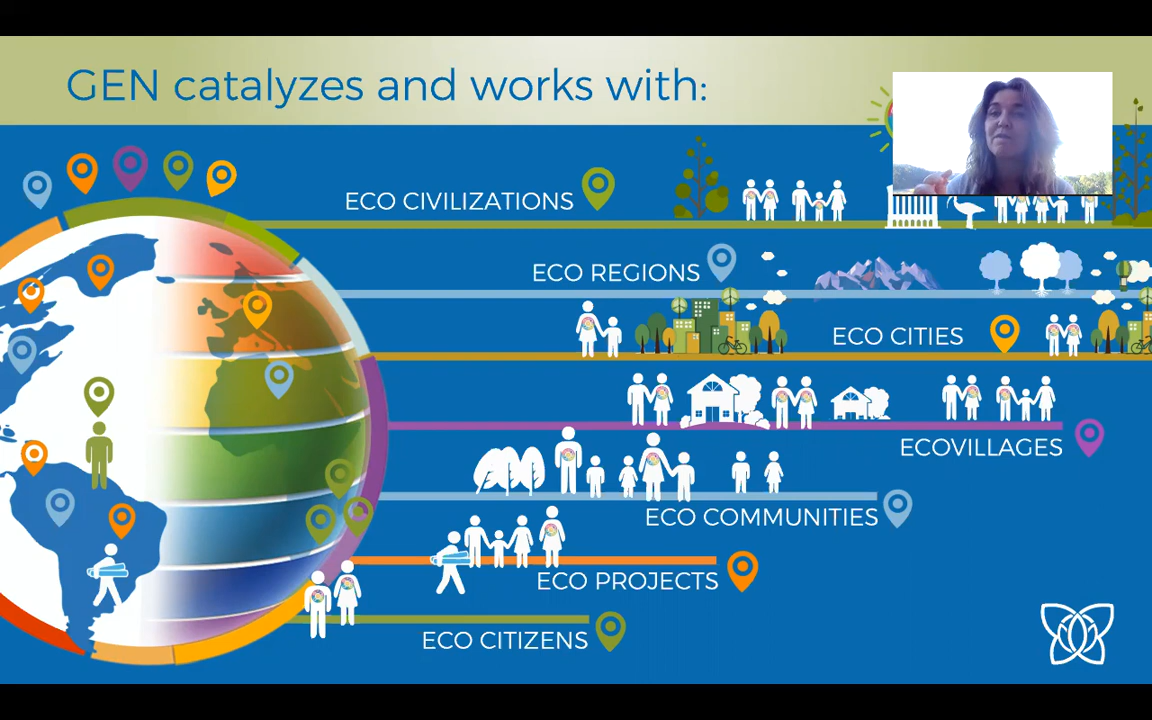 GEN catalyzes and works with:
ECO CIVILIZATIONS
ECO REGIONS
ECO CITIES
ECOVILLAGES
ECO COMMUNITIES
ECO PROJECTS
ECO CITIZENS